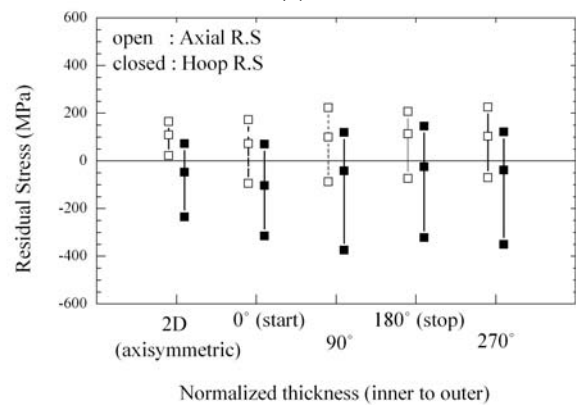 600
400
200
0
-200
-400
-600
Residual Stress (MPa)
open : Axial R.S
closed : Hoop R.S
2D
(axisymmetric)
0° (start)
90°
180° (stop)
270°
Normalized thickness (inner to outer)